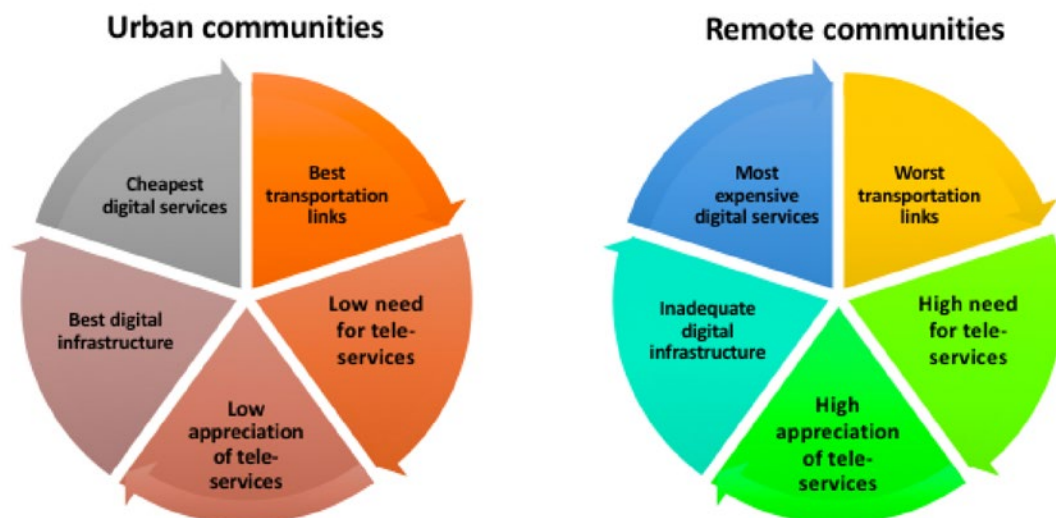 Urban communities
Cheapest
digital services
Best
transportation
links
Low need
for tele-
services
Low
appreciation
of tele-
services
Best digital
infrastructure
Remote communities
Most
expensive
digital services
Worst
transportation
links
High need
for tele-
services
High
appreciation
of tele-
services
Inadequate
digital
infrastructure